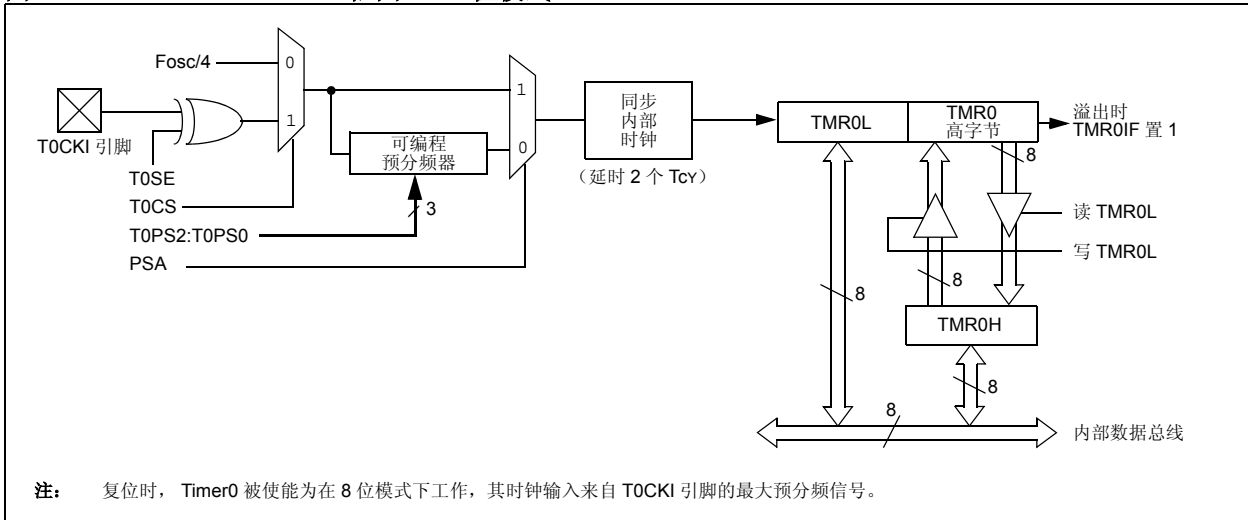 Fosc/4
0
1
T0CKI 引脚
T0SE
T0CS
T0PS2:T0PS0
PSA
可编程
预分频器
3
1
0
同步
内部
时钟
（延时 2 个 TCY）
TMR0L
TMR0
高字节
溢出时
TMR0IF 置 1
8
读 TMR0L
写 TMR0L
8
8
TMR0H
8
8
内部数据总线
注： 复位时， Timer0 被使能为在 8 位模式下工作，其时钟输入来自 T0CKI 引脚的最大预分频信号。